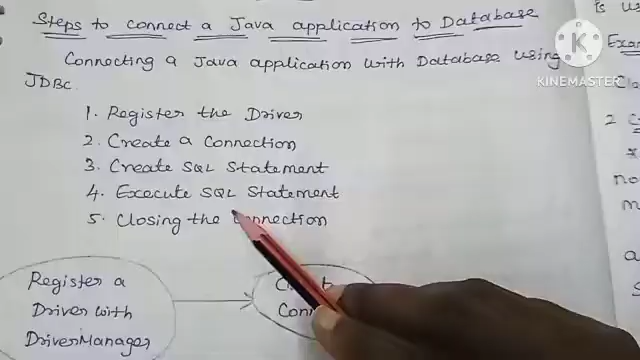 Steps to connect a Java application to Database
Connecting a Java application with Database using
JDBC.
1. Register the Driver
2. Create a Connection
3. Create SQL Statement
4. Execute SQL Statement
5. Closing the Connection
Register a
Driver with
DriverManager
KINEMASTER
is
2